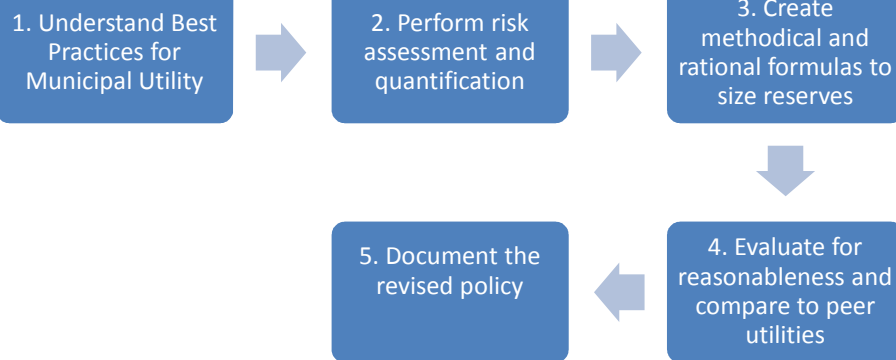 1. Understand Best
Practices for
Municipal Utility
2. Perform risk
assessment and
quantification
3. Create
methodical and
rational formulas to
size reserves
4. Evaluate for
reasonableness and
compare to peer
utilities
5. Document the
revised policy